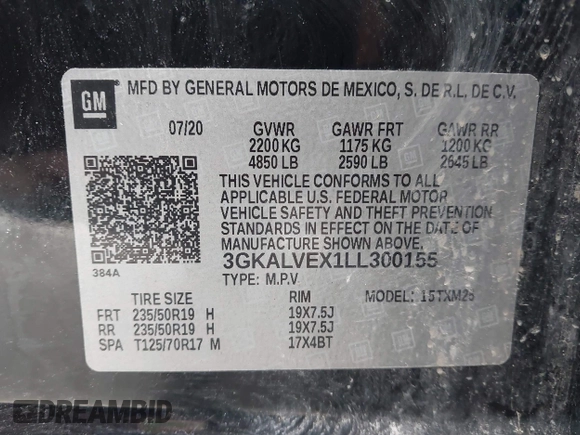 GM
MFD BY GENERAL MOTORS DE MEXICO, S. DE R.L, DE C.V.
07/20 GVWR GAWR FRT GAWR RR
2200 KG 1175 KG 1200 KG
4850 LB 2590 LB 2645 LB
THIS VEHICLE CONFORMS TO ALL
APPLICABLE U.S. FEDERAL MOTOR
VEHICLE SAFETY AND THEFT PREVENTION
STANDARDS IN EFFECT ON THE DATE OF
MANUFACTURE SHOWN ABOVE.
384A
3GKALVEX1LL300155
TYPE: M.P.V
TIRE SIZE RIM MODEL: 15TXM26
FRT 235/50R19 H 19X7.5J
RR 235/50R19 H 19X7.5J
SPA T125/70R17 M 17X4BT
DREAMBID